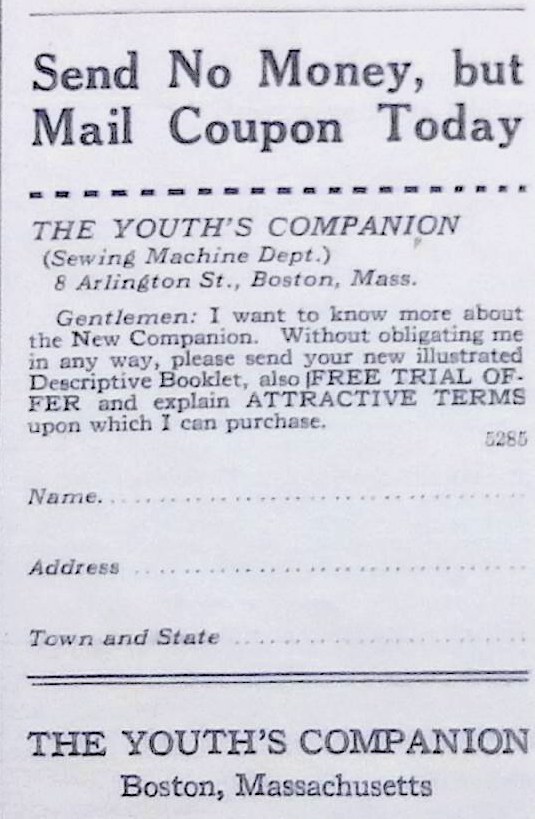 Send No Money, but
Mail Coupon Today
THE YOUTH'S COMPANION
(Sewing Machine Dept.)
8 Arlington St., Boston, Mass.
Gentlemen: I want to know more about
the New Companion. Without obligating me
in any way, please send your new illustrated
Descriptive Booklet, also FREE TRIAL OF-
FER and explain ATTRACTIVE TERMS
upon which I can purchase.
5285
Name
Address
Town and State
THE YOUTH'S COMPANION
Boston, Massachusetts